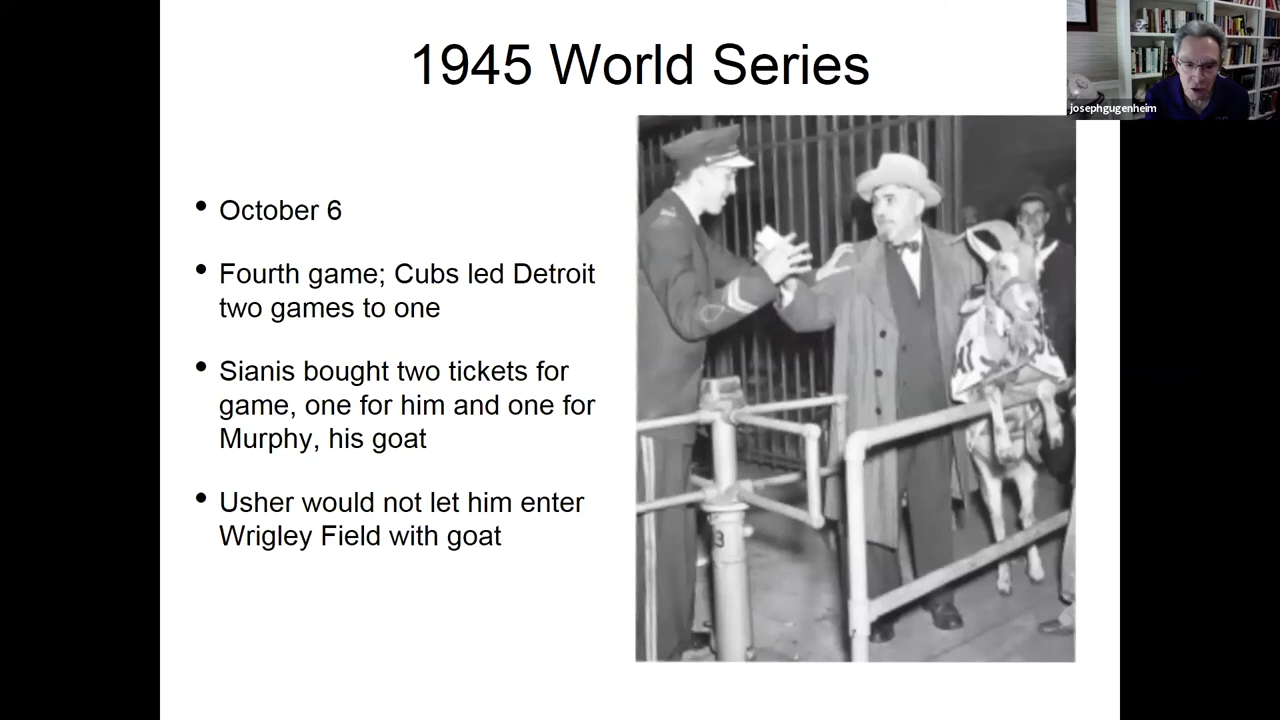 1945 World Series
josephgugenheim
• October 6
• Fourth game; Cubs led Detroit
two games to one
• Sianis bought two tickets for
game, one for him and one for
Murphy, his goat
• Usher would not let him enter
Wrigley Field with goat